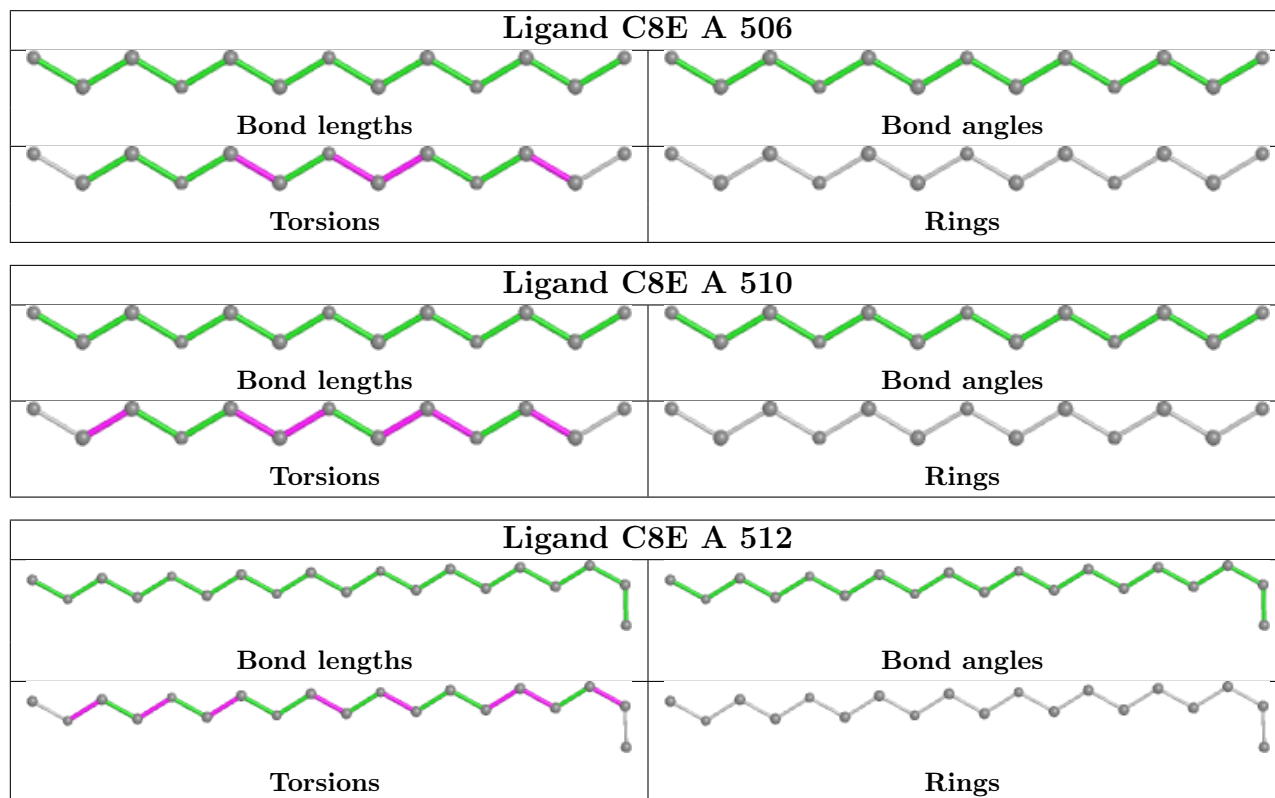 Ligand C8E A 506
Bond lengths Bond angles
Torsions Rings
Ligand C8E A 510
Bond lengths Bond angles
Torsions Rings
Ligand C8E A 512
Bond lengths Bond angles
Torsions Rings